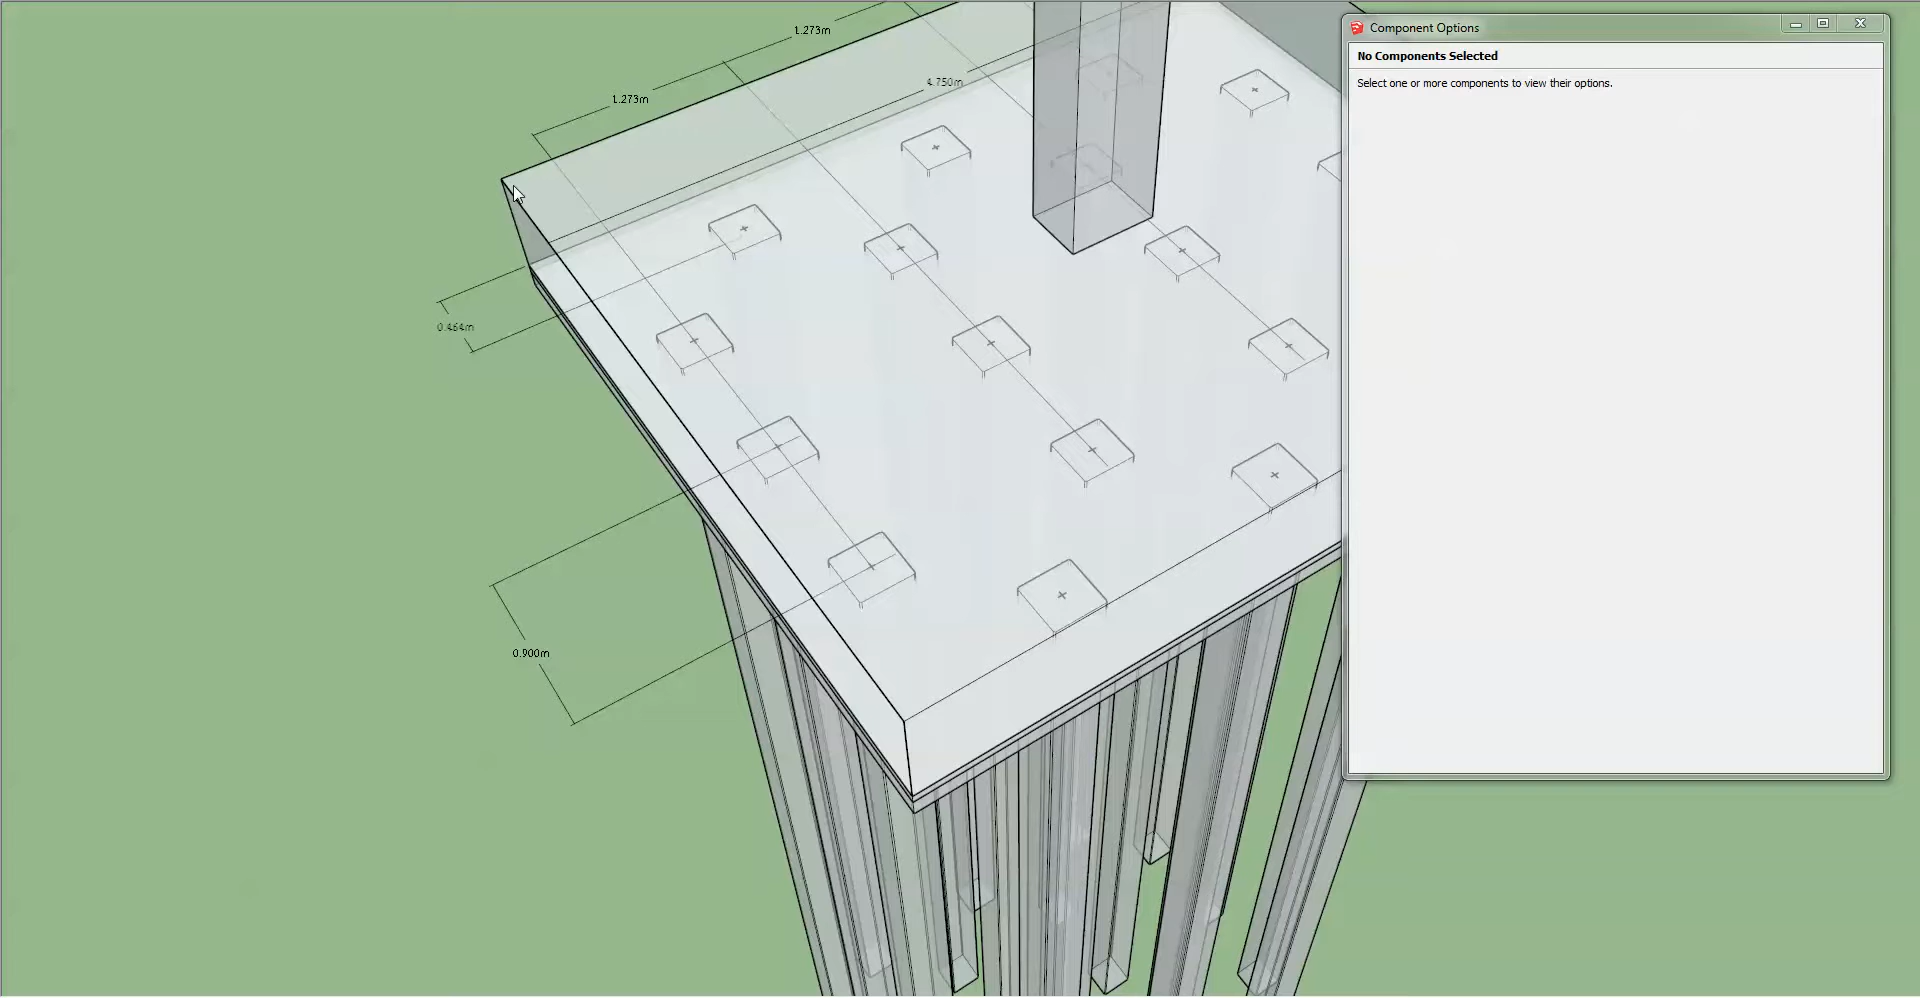 1.273m
Component Options
No Components Selected
4.750m
Select one or more components to view their options.
1.273m
0.464m
0.900m